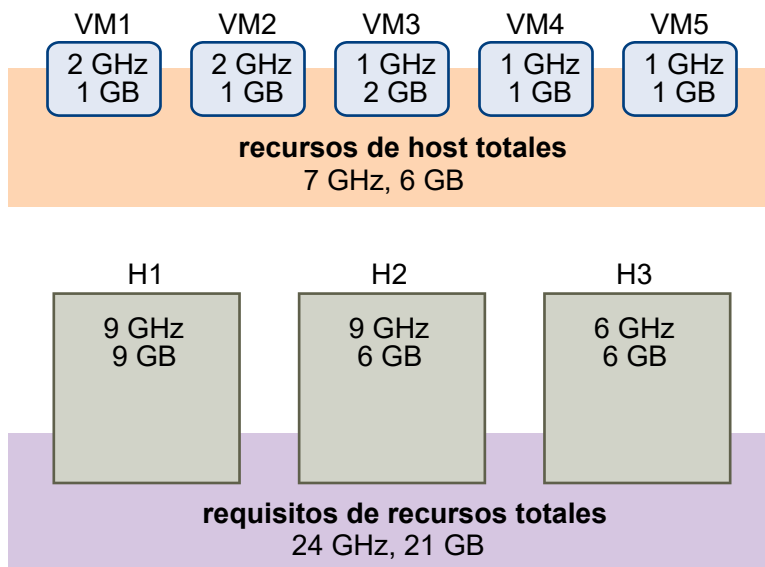 VM1 VM2 VM3 VM4 VM5
2 GHz 2 GHz 1 GHz 1 GHz 1 GHz
1 GB 1 GB 2 GB 1 GB 1 GB
recursos de host totales
7 GHz, 6 GB
H1 H2 H3
9 GHz 9 GHz 6 GHz
9 GB 6 GB 6 GB
requisitos de recursos totales
24 GHz, 21 GB